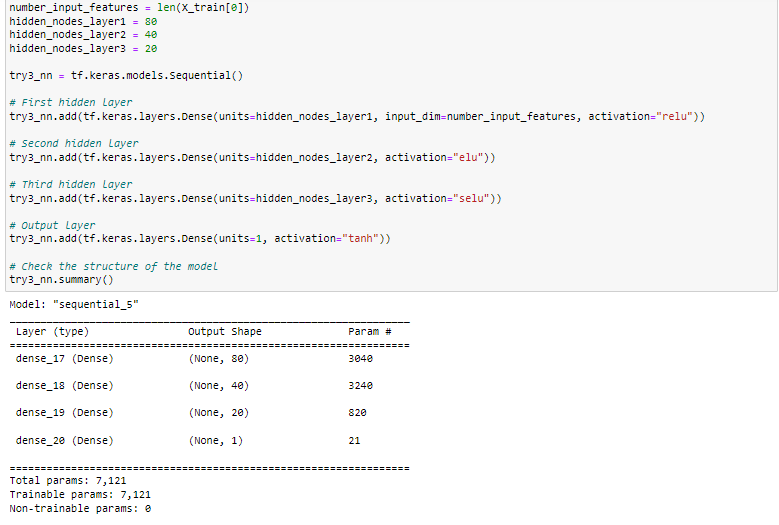 number_input_features = len(X_train[0])
hidden_nodes_layer1 = 80
hidden_nodes_layer2 = 40
hidden_nodes_layer3 = 20
try3_nn = tf.keras.models.Sequential()
# First hidden layer
try3_nn.add(tf.keras.layers.Dense(units=hidden_nodes_layer1, input_dim=number_input_features, activation="relu"))
# Second hidden layer
try3_nn.add(tf.keras.layers.Dense(units=hidden_nodes_layer2, activation="elu"))
# Third hidden layer
try3_nn.add(tf.keras.layers.Dense(units=hidden_nodes_layer3, activation="selu"))
# Output layer
try3_nn.add(tf.keras.layers.Dense(units=1, activation="tanh"))
# Check the structure of the model
try3_nn.summary()
Model: "sequential_5"
_________________________________________________________________
Layer (type) Output Shape Param #
=================================================================
dense_17 (Dense) (None, 80) 3040
dense_18 (Dense) (None, 40) 3240
dense_19 (Dense) (None, 20) 820
dense_20 (Dense) (None, 1) 21
=================================================================
Total params: 7,121
Trainable params: 7,121
Non-trainable params: 0